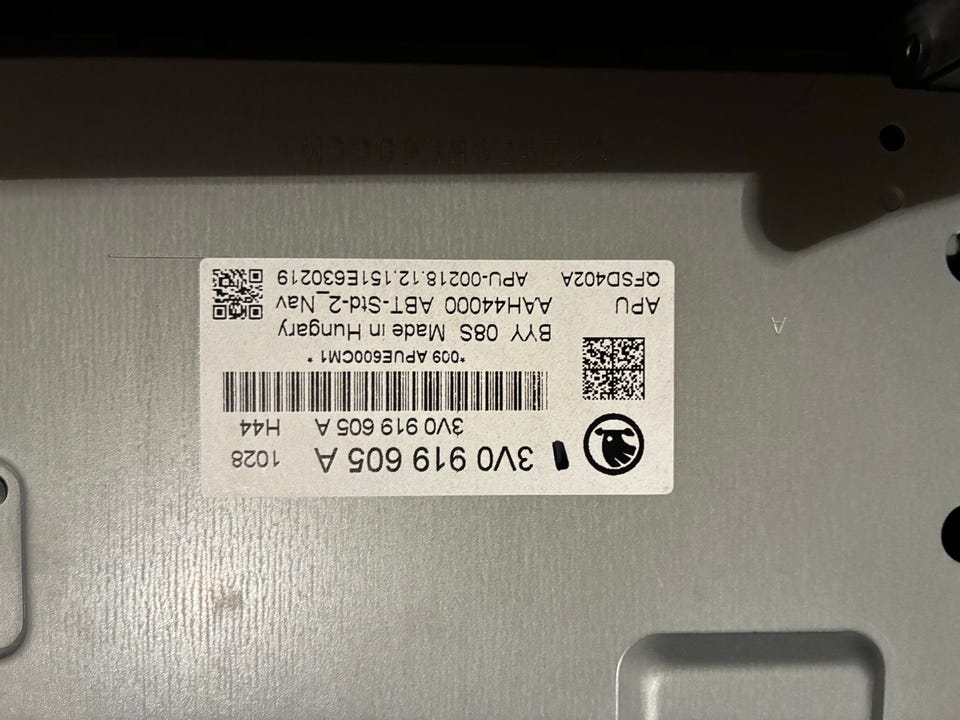 3V0 919 605 A 1028
3V0 919 605 A H44
*009 APUE600CM1 *
BYY 08S Made in Hungary
APU AAH44000 ABT-Std-2_Nav
QFSD402A APU-00218.12.151E630219
A